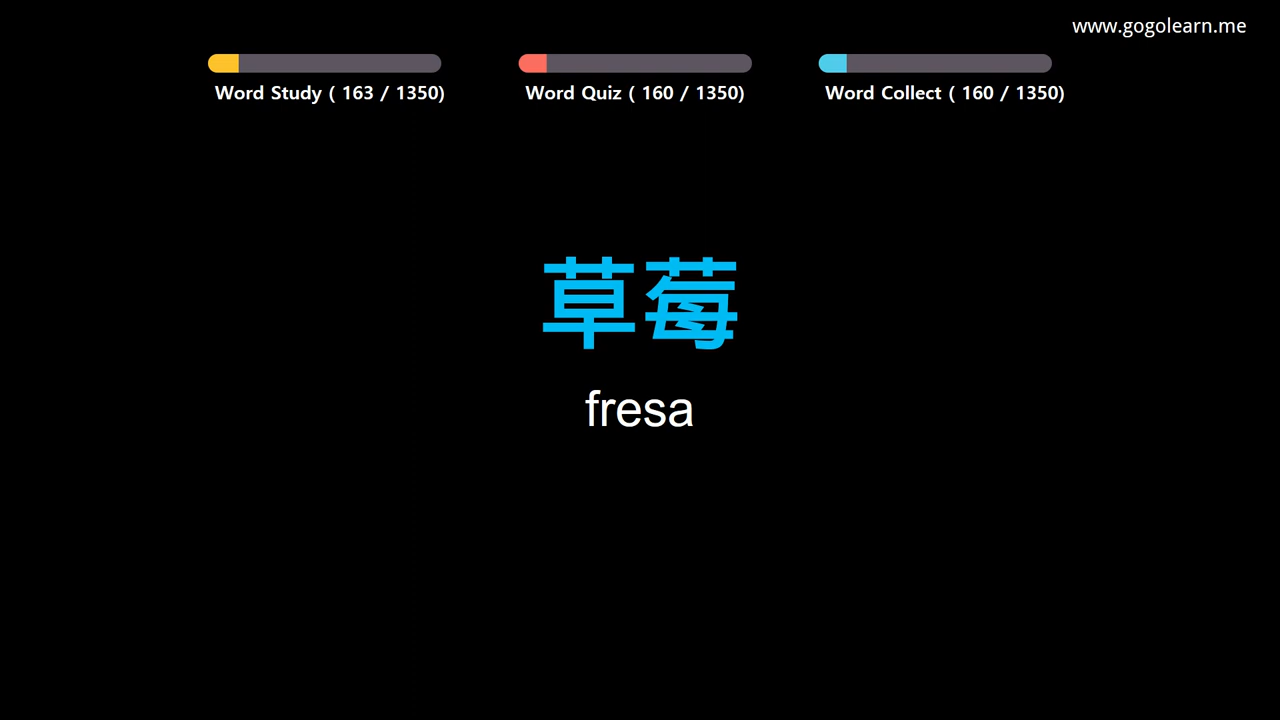 www.gogolearn.me
Word Study ( 163 / 1350)
Word Quiz ( 160 / 1350)
Word Collect ( 160 / 1350)
草莓
fresa